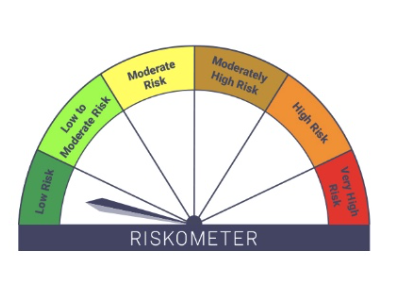 Low Risk
Low to
Moderate Risk
Moderate
Risk
Moderately
High Risk
High Risk
Very High
Risk
RISKOMETER